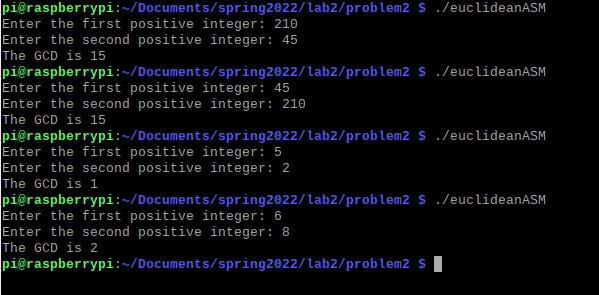 pi@raspberrypi:~/Documents/spring2022/lab2/problem2 $ ./euclideanASM
Enter the first positive integer: 210
Enter the second positive integer: 45
The GCD is 15
pi@raspberrypi:~/Documents/spring2022/lab2/problem2 $ ./euclideanASM
Enter the first positive integer: 45
Enter the second positive integer: 210
The GCD is 15
pi@raspberrypi:~/Documents/spring2022/lab2/problem2 $ ./euclideanASM
Enter the first positive integer: 5
Enter the second positive integer: 2
The GCD is 1
pi@raspberrypi:~/Documents/spring2022/lab2/problem2 $ ./euclideanASM
Enter the first positive integer: 6
Enter the second positive integer: 8
The GCD is 2
pi@raspberrypi:~/Documents/spring2022/lab2/problem2 $